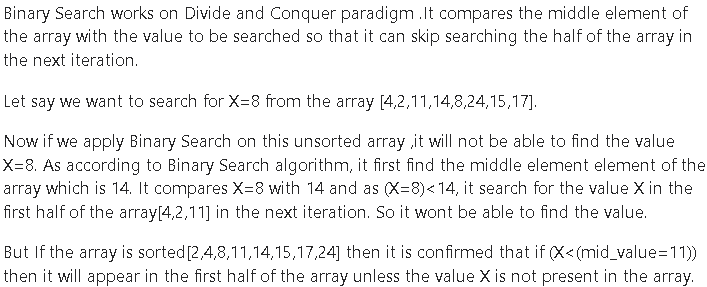 Binary Search works on Divide and Conquer paradigm .It compares the middle element of
the array with the value to be searched so that it can skip searching the half of the array in
the next iteration.
Let say we want to search for X=8 from the array [4,2,11,14,8,24,15,17].
Now if we apply Binary Search on this unsorted array ,it will not be able to find the value
X=8. As according to Binary Search algorithm, it first find the middle element element of the
array which is 14. It compares X=8 with 14 and as (X=8)<14, it search for the value X in the
first half of the array[4,2,11] in the next iteration. So it wont be able to find the value.
But If the array is sorted[2,4,8,11,14,15,17,24] then it is confirmed that if (X<(mid_value=11))
then it will appear in the first half of the array unless the value X is not present in the array.